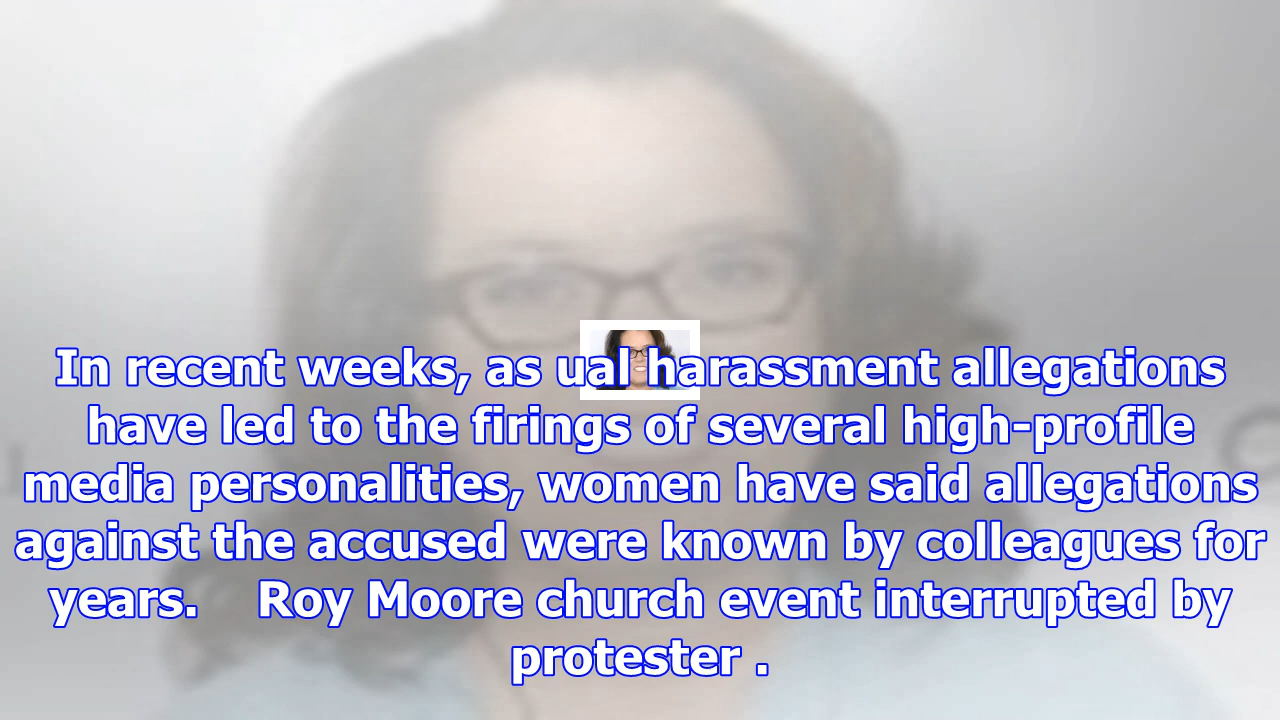 In recent weeks, as ual harassment allegations
have led to the firings of several high-profile
media personalities, women have said allegations
against the accused were known by colleagues for
years. Roy Moore church event interrupted by
protester .